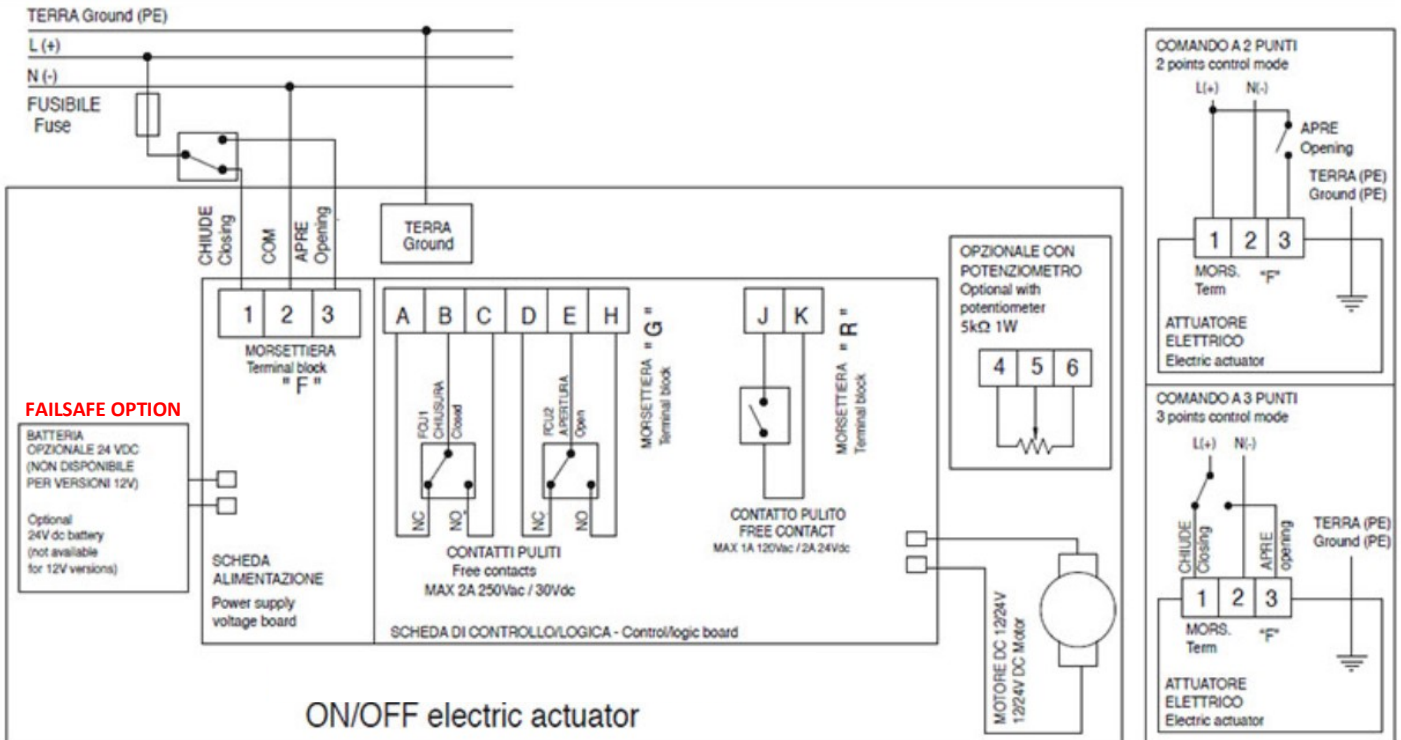 TERRA Ground (PE)
L (+)
N (-)
FUSIBILE
Fuse
CHIUDE
Closing
COM
APRE
Opening
TERRA
Ground
1 2 3
MORSETTIERA
Terminal block
" F "
FAILSAFE OPTION
BATTERIA
OPZIONALE 24 VDC
(NON DISPONIBILE
PER VERSIONI 12V)
Optional
24V dc battery
(not available
for 12V versions)
SCHEDA
ALIMENTAZIONE
Power supply
voltage board
A B C D E H
MORSETTIERA " G "
Terminal block
FCU1
CHIUSURA
Closed
FCU2
APERTURA
Open
NC
NO
NC
NO
CONTATTI PULITI
Free contacts
MAX 2A 250Vac / 30Vdc
J K
MORSETTIERA " R "
Terminal block
CONTATTO PULITO
FREE CONTACT
MAX 1A 120Vac / 2A 24Vdc
SCHEDA DI CONTROLLO/LOGICA - Control/logic board
OPZIONALE CON
POTENZIOMETRO
Optional with
potentiometer
5kΩ 1W
4 5 6
MOTORE DC 12/24V
12/24V DC Motor
ON/OFF electric actuator
COMANDO A 2 PUNTI
2 points control mode
L(+) N(-)
APRE
Opening
TERRA (PE)
Ground (PE)
1 2 3
MORS. "F"
Term
ATTUATORE
ELETTRICO
Electric actuator
COMANDO A 3 PUNTI
3 points control mode
L(+) N(-)
CHIUDE
Closing
APRE
opening
TERRA (PE)
Ground (PE)
1 2 3
MORS. "F"
Term
ATTUATORE
ELETTRICO
Electric actuator